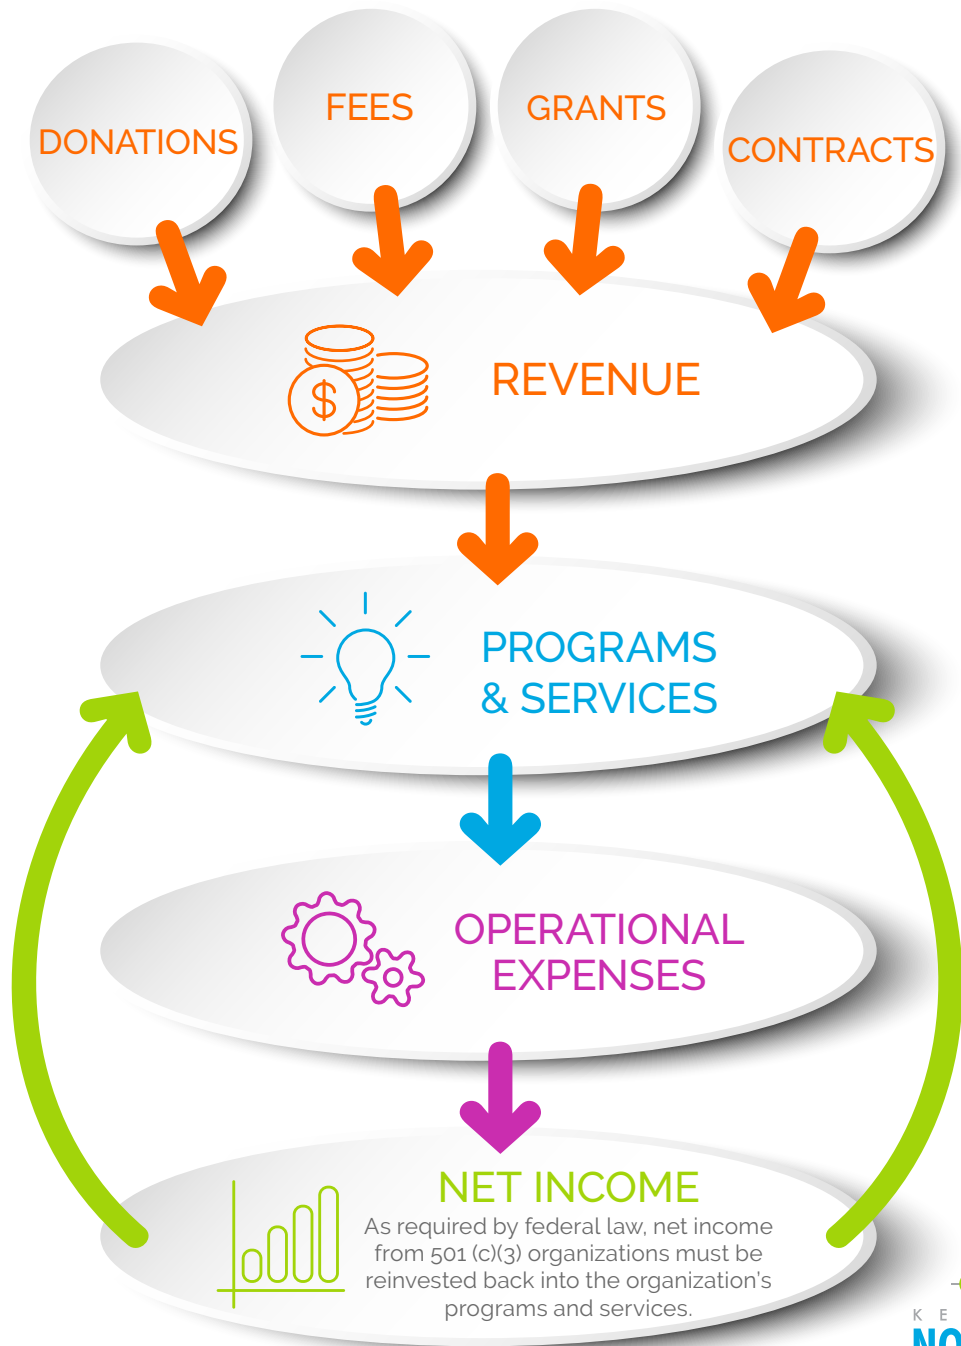 DONATIONS
FEES
GRANTS
CONTRACTS
$
REVENUE
PROGRAMS
& SERVICES
OPERATIONAL
EXPENSES
NET INCOME
As required by federal law, net income
from 501 (c)(3) organizations must be
reinvested back into the organization's
programs and services.
K E
NO